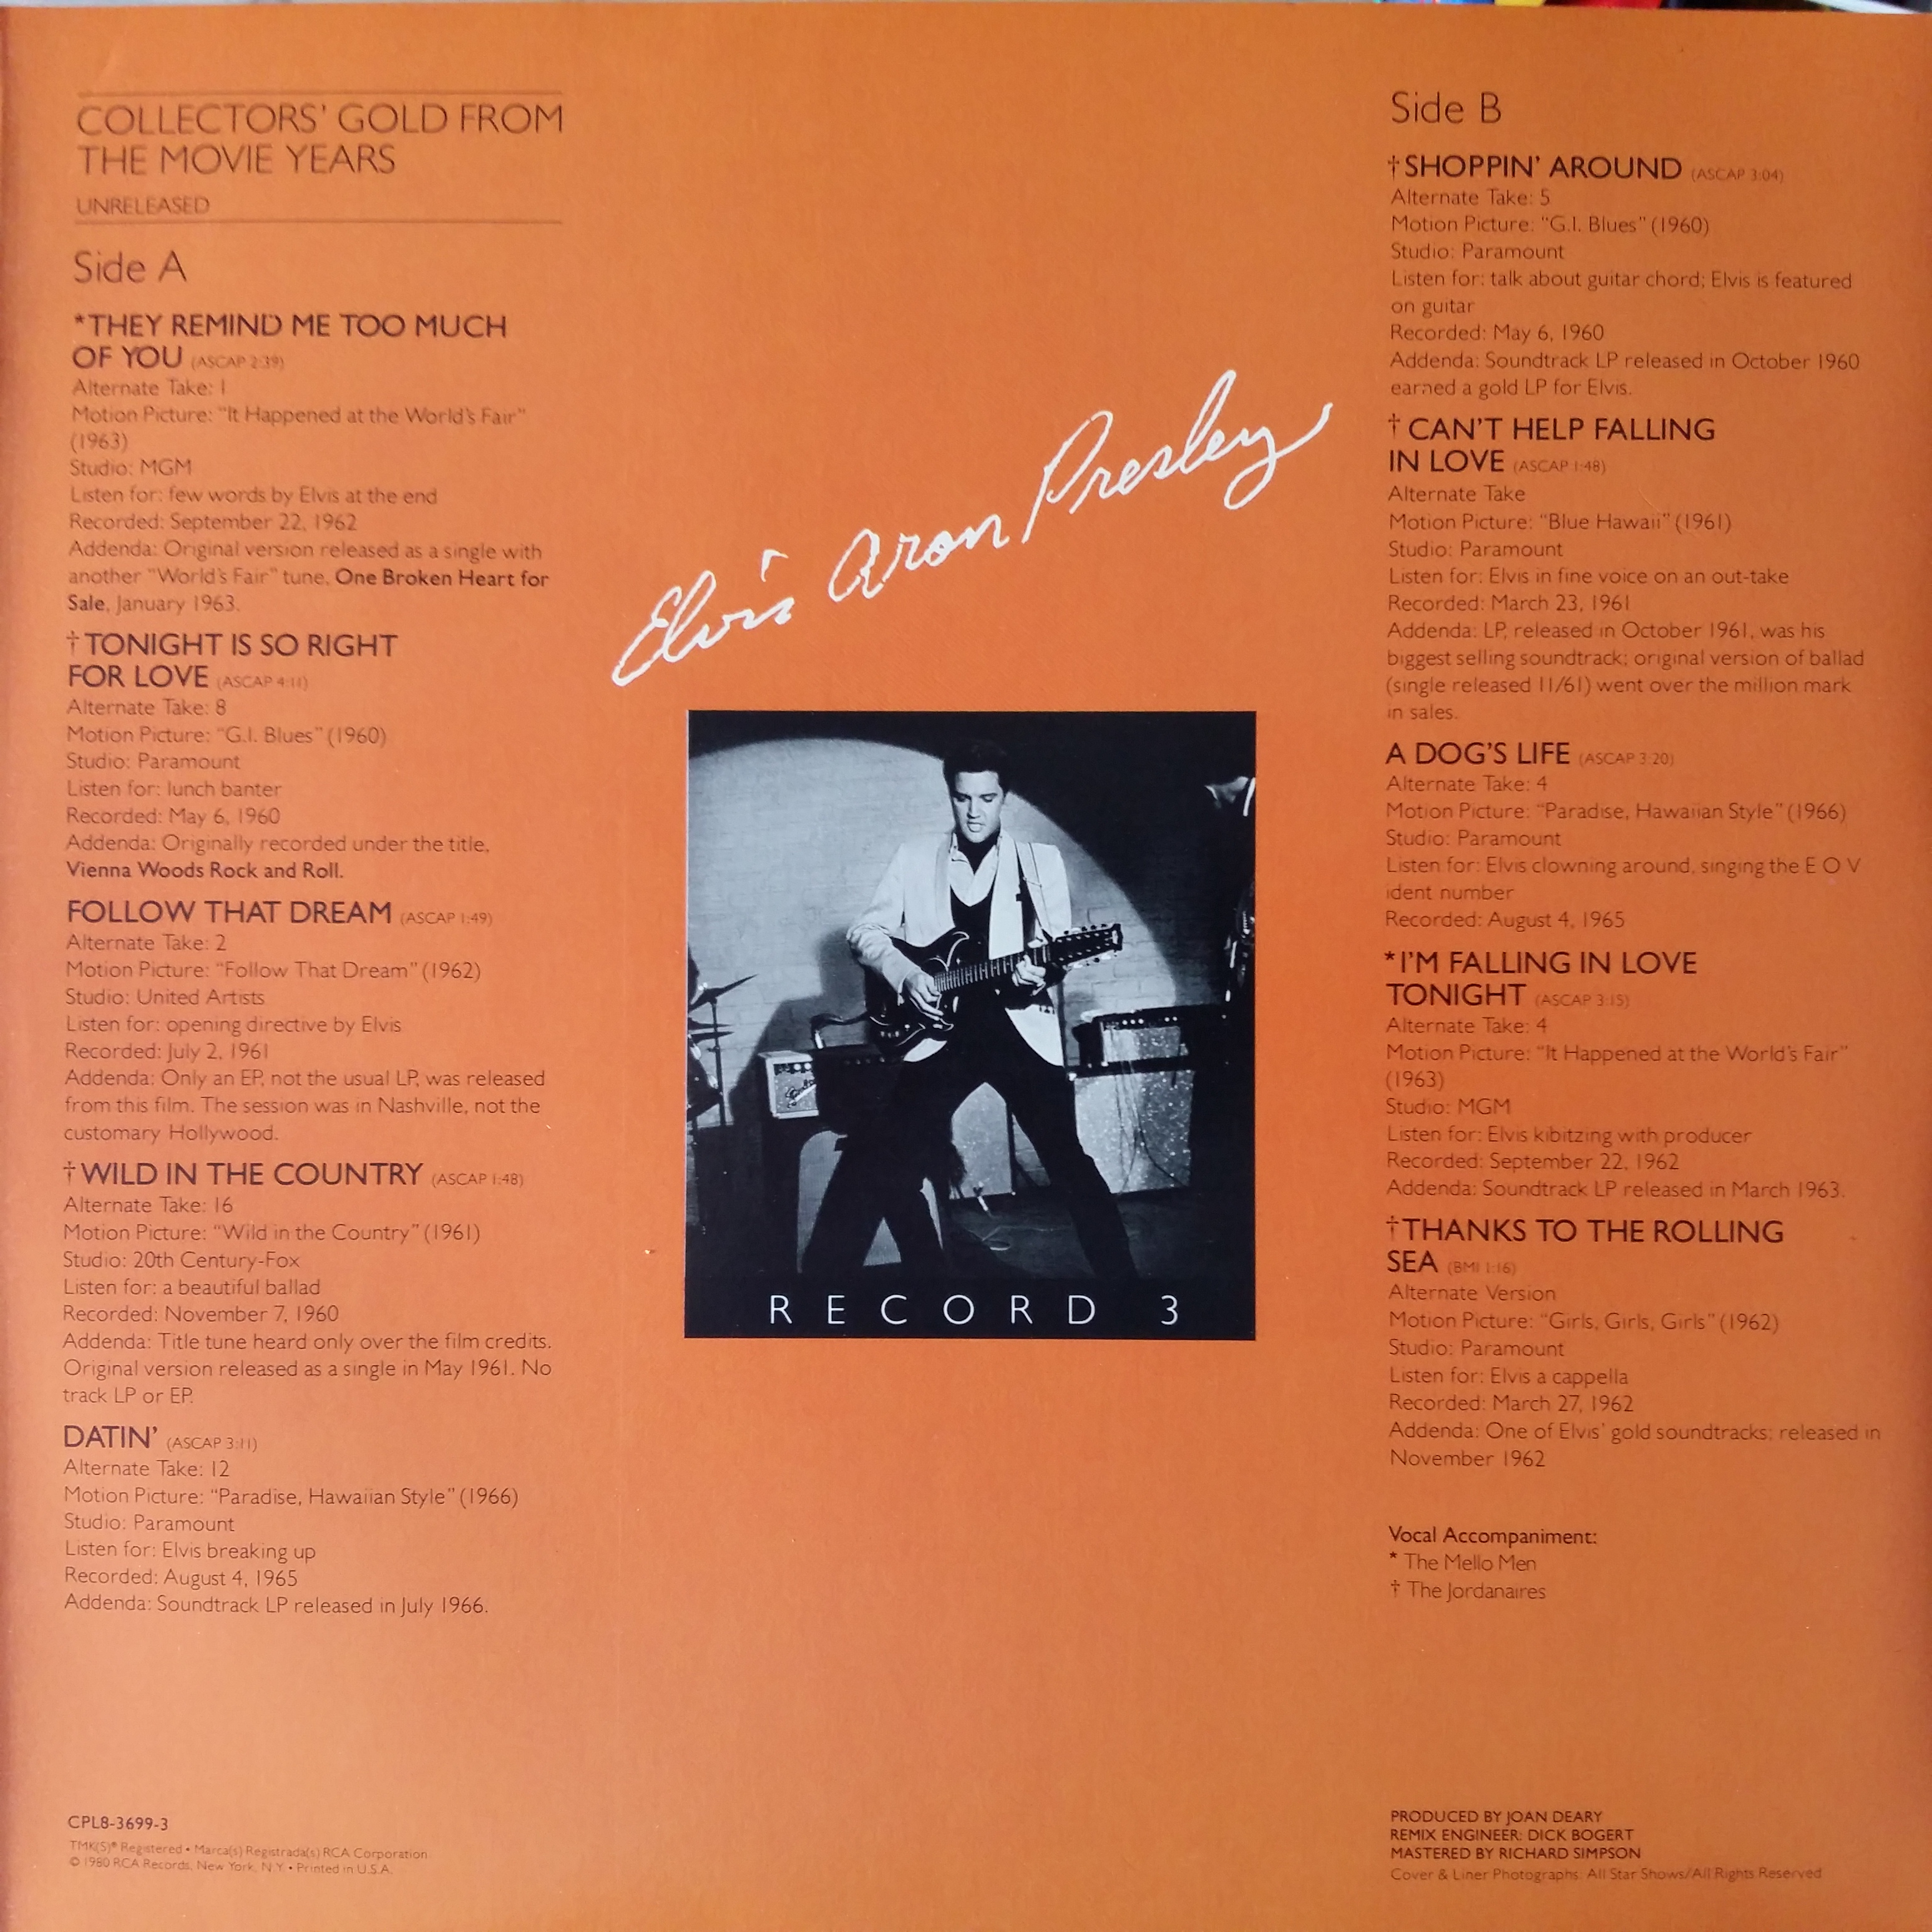 COLLECTORS' GOLD FROM
THE MOVIE YEARS
UNRELEASED
Side A
*THEY REMIND ME TOO MUCH
OF YOU (ASCAP 2:39)
Alternate Take: 1
Motion Picture: "It Happened at the World's Fair"
(1963)
Studio: MGM
Listen for: few words by Elvis at the end
Recorded: September 22, 1962
Addenda: Original version released as a single with
another "World's Fair" tune, One Broken Heart for
Sale, January 1963.
†TONIGHT IS SO RIGHT
FOR LOVE (ASCAP 4:11)
Alternate Take: 8
Motion Picture: "G.I. Blues" (1960)
Studio: Paramount
Listen for: lunch banter
Recorded: May 6, 1960
Addenda: Originally recorded under the title,
Vienna Woods Rock and Roll.
FOLLOW THAT DREAM (ASCAP 1:49)
Alternate Take: 2
Motion Picture: "Follow That Dream" (1962)
Studio: United Artists
Listen for: opening directive by Elvis
Recorded: July 2, 1961
Addenda: Only an EP, not the usual LP, was released
from this film. The session was in Nashville, not the
customary Hollywood.
†WILD IN THE COUNTRY (ASCAP 1:48)
Alternate Take: 16
Motion Picture: "Wild in the Country" (1961)
Studio: 20th Century-Fox
Listen for: a beautiful ballad
Recorded: November 7, 1960
Addenda: Title tune heard only over the film credits.
Original version released as a single in May 1961. No
track LP or EP.
DATIN' (ASCAP 3:11)
Alternate Take: 12
Motion Picture: "Paradise, Hawaiian Style" (1966)
Studio: Paramount
Listen for: Elvis breaking up
Recorded: August 4, 1965
Addenda: Soundtrack LP released in July 1966.
CPL8-3699-3
TMK(S)® Registered • Marca(s) Registrada(s) RCA Corporation
© 1980 RCA Records, New York, N.Y. • Printed in U.S.A.
Elvis Aron Presley
Fender
RECORD 3
Side B
†SHOPPIN' AROUND (ASCAP 3:04)
Alternate Take: 5
Motion Picture: "G.I. Blues" (1960)
Studio: Paramount
Listen for: talk about guitar chord; Elvis is featured
on guitar
Recorded: May 6, 1960
Addenda: Soundtrack LP released in October 1960
earned a gold LP for Elvis.
† CAN'T HELP FALLING
IN LOVE (ASCAP 1:48)
Alternate Take
Motion Picture: "Blue Hawaii" (1961)
Studio: Paramount
Listen for: Elvis in fine voice on an out-take
Recorded: March 23, 1961
Addenda: LP, released in October 1961, was his
biggest selling soundtrack; original version of ballad
(single released 11/61) went over the million mark
in sales.
A DOG'S LIFE (ASCAP 3:20)
Alternate Take: 4
Motion Picture: "Paradise, Hawaiian Style" (1966)
Studio: Paramount
Listen for: Elvis clowning around, singing the E O V
ident number
Recorded: August 4, 1965
*I'M FALLING IN LOVE
TONIGHT (ASCAP 3:15)
Alternate Take: 4
Motion Picture: "It Happened at the World's Fair"
(1963)
Studio: MGM
Listen for: Elvis kibitzing with producer
Recorded: September 22, 1962
Addenda: Soundtrack LP released in March 1963.
†THANKS TO THE ROLLING
SEA (BMI 1:16)
Alternate Version
Motion Picture: "Girls, Girls, Girls" (1962)
Studio: Paramount
Listen for: Elvis a cappella
Recorded: March 27, 1962
Addenda: One of Elvis' gold soundtracks; released in
November 1962
Vocal Accompaniment:
* The Mello Men
† The Jordanaires
PRODUCED BY JOAN DEARY
REMIX ENGINEER: DICK BOGERT
MASTERED BY RICHARD SIMPSON
Cover & Liner Photographs: All Star Shows/All Rights Reserved